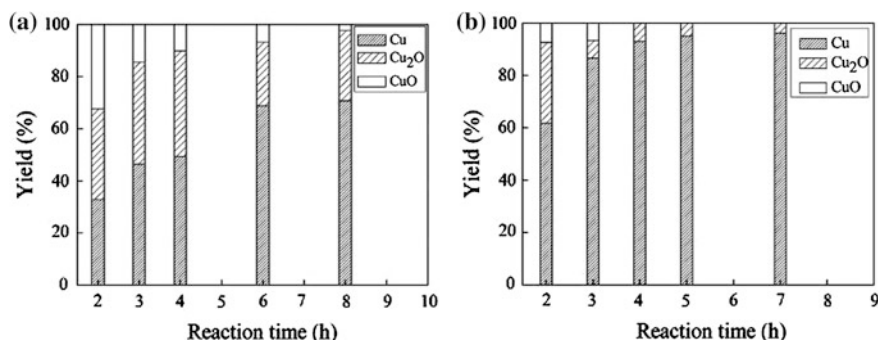 (a)
100
80
60
40
20
0
Yield (%)
Cu
Cu₂O
CuO
2 3 4 5 6 7 8 9 10
Reaction time (h)
(b)
100
80
60
40
20
0
Yield (%)
Cu
Cu₂O
CuO
2 3 4 5 6 7 8 9
Reaction time (h)